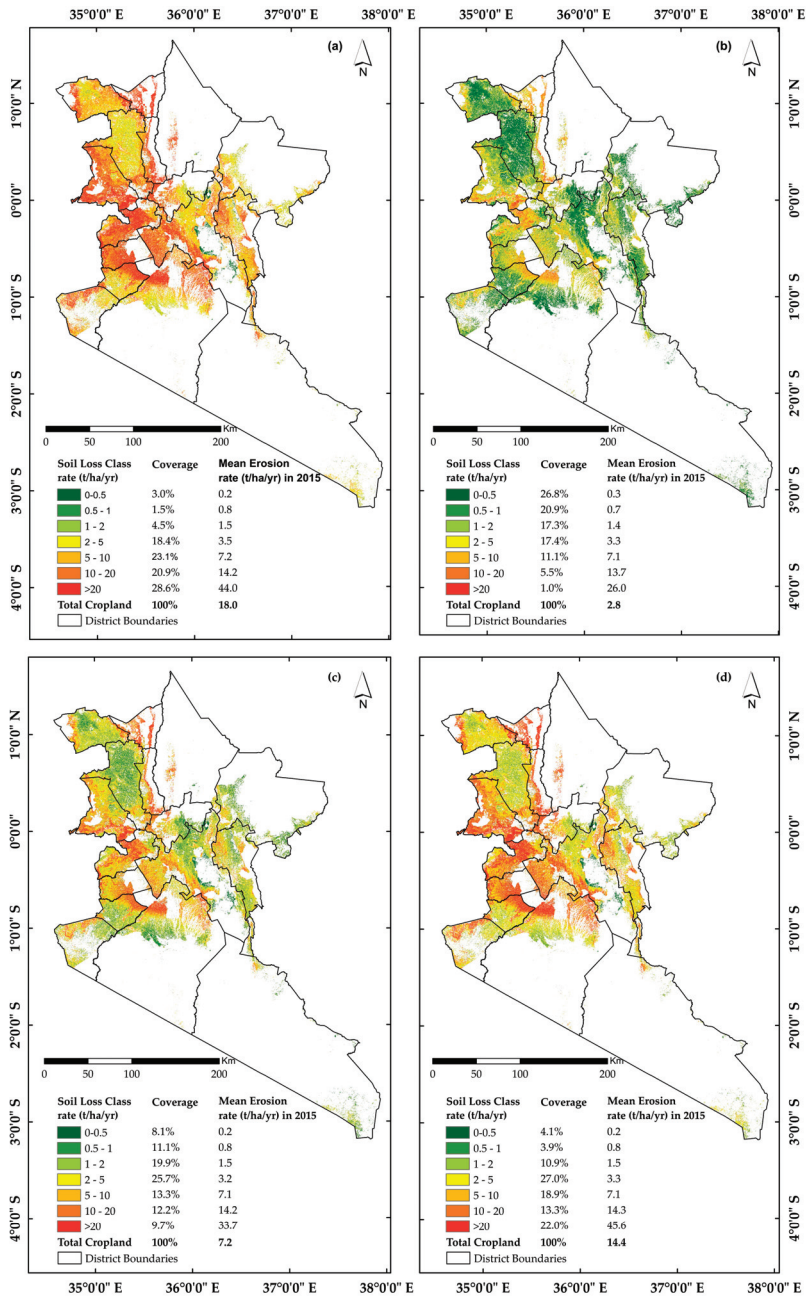 35°0'0" E 36°0'0" E 37°0'0" E 38°0'0" E 35°0'0" E 36°0'0" E 37°0'0" E 38°0'0" E
(a) (b)
N N
1°0'0" N 1°0'0" N
0°0'0" 0°0'0"
1°0'0" S 1°0'0" S
2°0'0" S 2°0'0" S
3°0'0" S 3°0'0" S
4°0'0" S 4°0'0" S
Km Km
0 50 100 200 0 50 100 200
Soil Loss Class Coverage Mean Erosion
rate (t/ha/yr) rate (t/ha/yr) in 2015
0-0.5 3.0% 0.2
0.5 - 1 1.5% 0.8
1 - 2 4.5% 1.5
2 - 5 18.4% 3.5
5 - 10 23.1% 7.2
10 - 20 20.9% 14.2
>20 28.6% 44.0
Total Cropland 100% 18.0
District Boundaries
Soil Loss Class Coverage Mean Erosion
rate (t/ha/yr) rate (t/ha/yr) in 2015
0-0.5 26.8% 0.3
0.5 - 1 20.9% 0.7
1 - 2 17.3% 1.4
2 - 5 17.4% 3.3
5 - 10 11.1% 7.1
10 - 20 5.5% 13.7
>20 1.0% 26.0
Total Cropland 100% 2.8
District Boundaries
(c) (d)
N N
1°0'0" N 1°0'0" N
0°0'0" 0°0'0"
1°0'0" S 1°0'0" S
2°0'0" S 2°0'0" S
3°0'0" S 3°0'0" S
4°0'0" S 4°0'0" S
Km Km
0 50 100 200 0 50 100 200
Soil Loss Class Coverage Mean Erosion
rate (t/ha/yr) rate (t/ha/yr) in 2015
0-0.5 8.1% 0.2
0.5 - 1 11.1% 0.8
1 - 2 19.9% 1.5
2 - 5 25.7% 3.2
5 - 10 13.3% 7.1
10 - 20 12.2% 14.2
>20 9.7% 33.7
Total Cropland 100% 7.2
District Boundaries
Soil Loss Class Coverage Mean Erosion
rate (t/ha/yr) rate (t/ha/yr) in 2015
0-0.5 4.1% 0.2
0.5 - 1 3.9% 0.8
1 - 2 10.9% 1.5
2 - 5 27.0% 3.3
5 - 10 18.9% 7.1
10 - 20 13.3% 14.3
>20 22.0% 45.6
Total Cropland 100% 14.4
District Boundaries
35°0'0" E 36°0'0" E 37°0'0" E 38°0'0" E 35°0'0" E 36°0'0" E 37°0'0" E 38°0'0" E